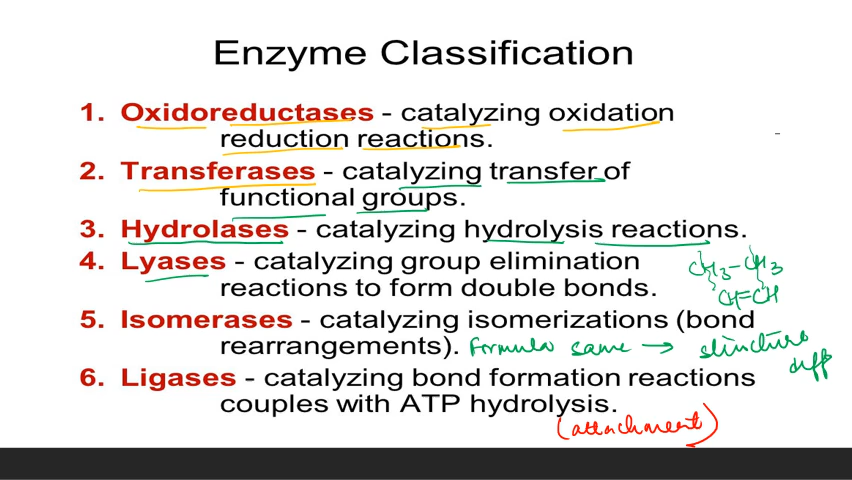 Enzyme Classification
1. Oxidoreductases - catalyzing oxidation
reduction reactions.
2. Transferases - catalyzing transfer of
functional groups.
3. Hydrolases - catalyzing hydrolysis reactions.
4. Lyases - catalyzing group elimination
CH3-CH3
reactions to form double bonds.
CH=CH
5. Isomerases - catalyzing isomerizations (bond
rearrangements). formula same → structure
diff
6. Ligases - catalyzing bond formation reactions
couples with ATP hydrolysis.
(attachment)